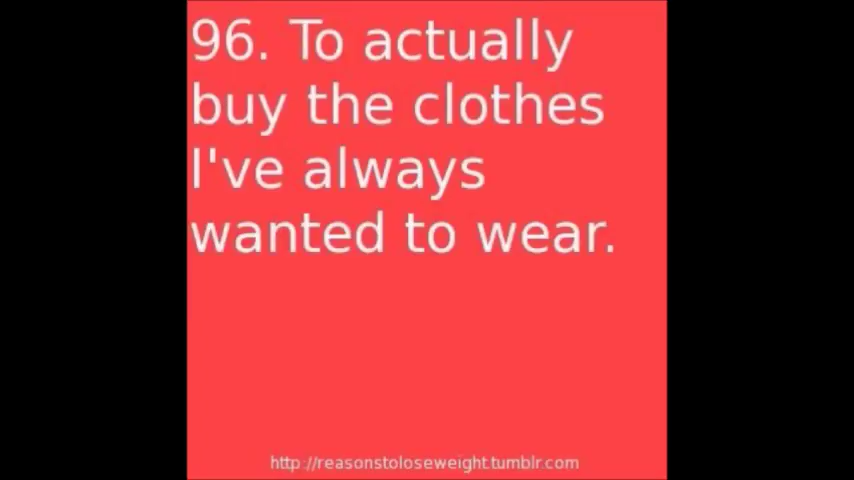 96. To actually
buy the clothes
I've always
wanted to wear.
http://reasonstoloseweight.tumblr.com